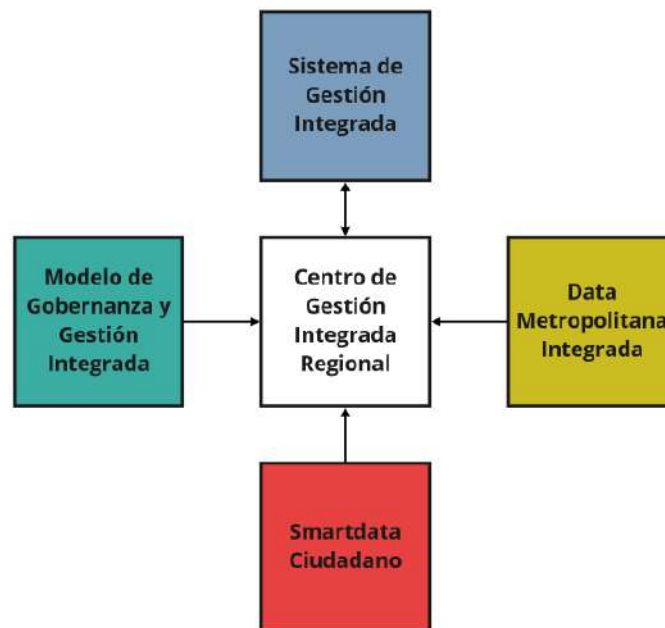 Sistema de
Gestión
Integrada
Modelo de
Gobernanza y
Gestión
Integrada
Centro de
Gestión
Integrada
Regional
Data
Metropolitana
Integrada
Smartdata
Ciudadano